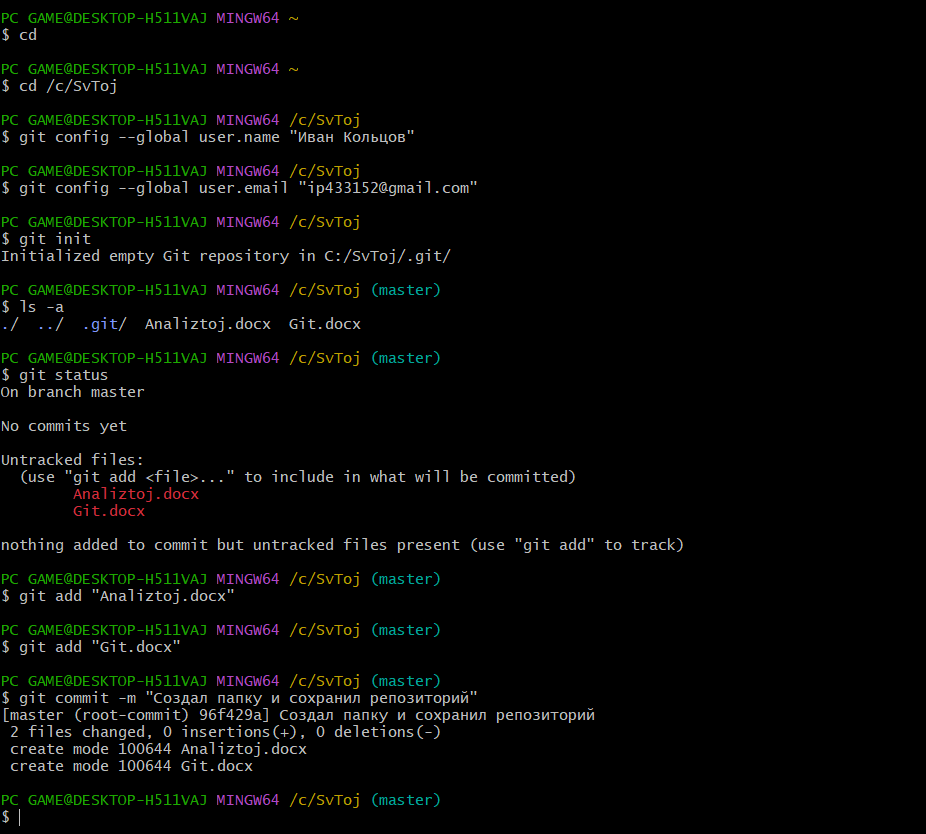 PC GAME@DESKTOP-H511VAJ MINGW64 ~
$ cd
PC GAME@DESKTOP-H511VAJ MINGW64 ~
$ cd /c/SvToj
PC GAME@DESKTOP-H511VAJ MINGW64 /c/SvToj
$ git config --global user.name "Иван Кольцов"
PC GAME@DESKTOP-H511VAJ MINGW64 /c/SvToj
$ git config --global user.email "ip433152@gmail.com"
PC GAME@DESKTOP-H511VAJ MINGW64 /c/SvToj
$ git init
Initialized empty Git repository in C:/SvToj/.git/
PC GAME@DESKTOP-H511VAJ MINGW64 /c/SvToj (master)
$ ls -a
./  ../  .git/  Analiztoj.docx  Git.docx
PC GAME@DESKTOP-H511VAJ MINGW64 /c/SvToj (master)
$ git status
On branch master
No commits yet
Untracked files:
  (use "git add <file>..." to include in what will be committed)
        Analiztoj.docx
        Git.docx
nothing added to commit but untracked files present (use "git add" to track)
PC GAME@DESKTOP-H511VAJ MINGW64 /c/SvToj (master)
$ git add "Analiztoj.docx"
PC GAME@DESKTOP-H511VAJ MINGW64 /c/SvToj (master)
$ git add "Git.docx"
PC GAME@DESKTOP-H511VAJ MINGW64 /c/SvToj (master)
$ git commit -m "Создал папку и сохранил репозиторий"
[master (root-commit) 96f429a] Создал папку и сохранил репозиторий
 2 files changed, 0 insertions(+), 0 deletions(-)
 create mode 100644 Analiztoj.docx
 create mode 100644 Git.docx
PC GAME@DESKTOP-H511VAJ MINGW64 /c/SvToj (master)
$